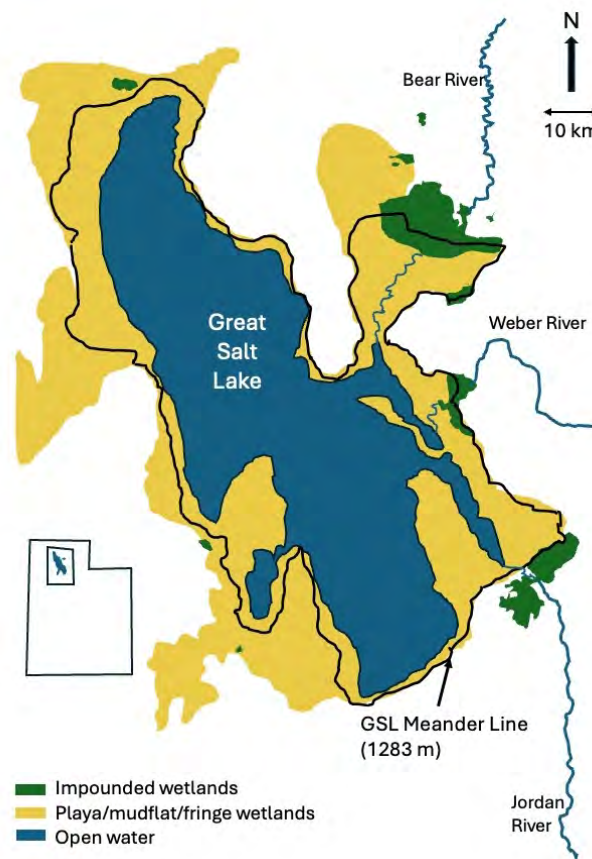 N
Bear River
10 km
Great
Salt
Lake
Weber River
GSL Meander Line
(1283 m)
Impounded wetlands
Playa/mudflat/fringe wetlands
Open water
Jordan
River